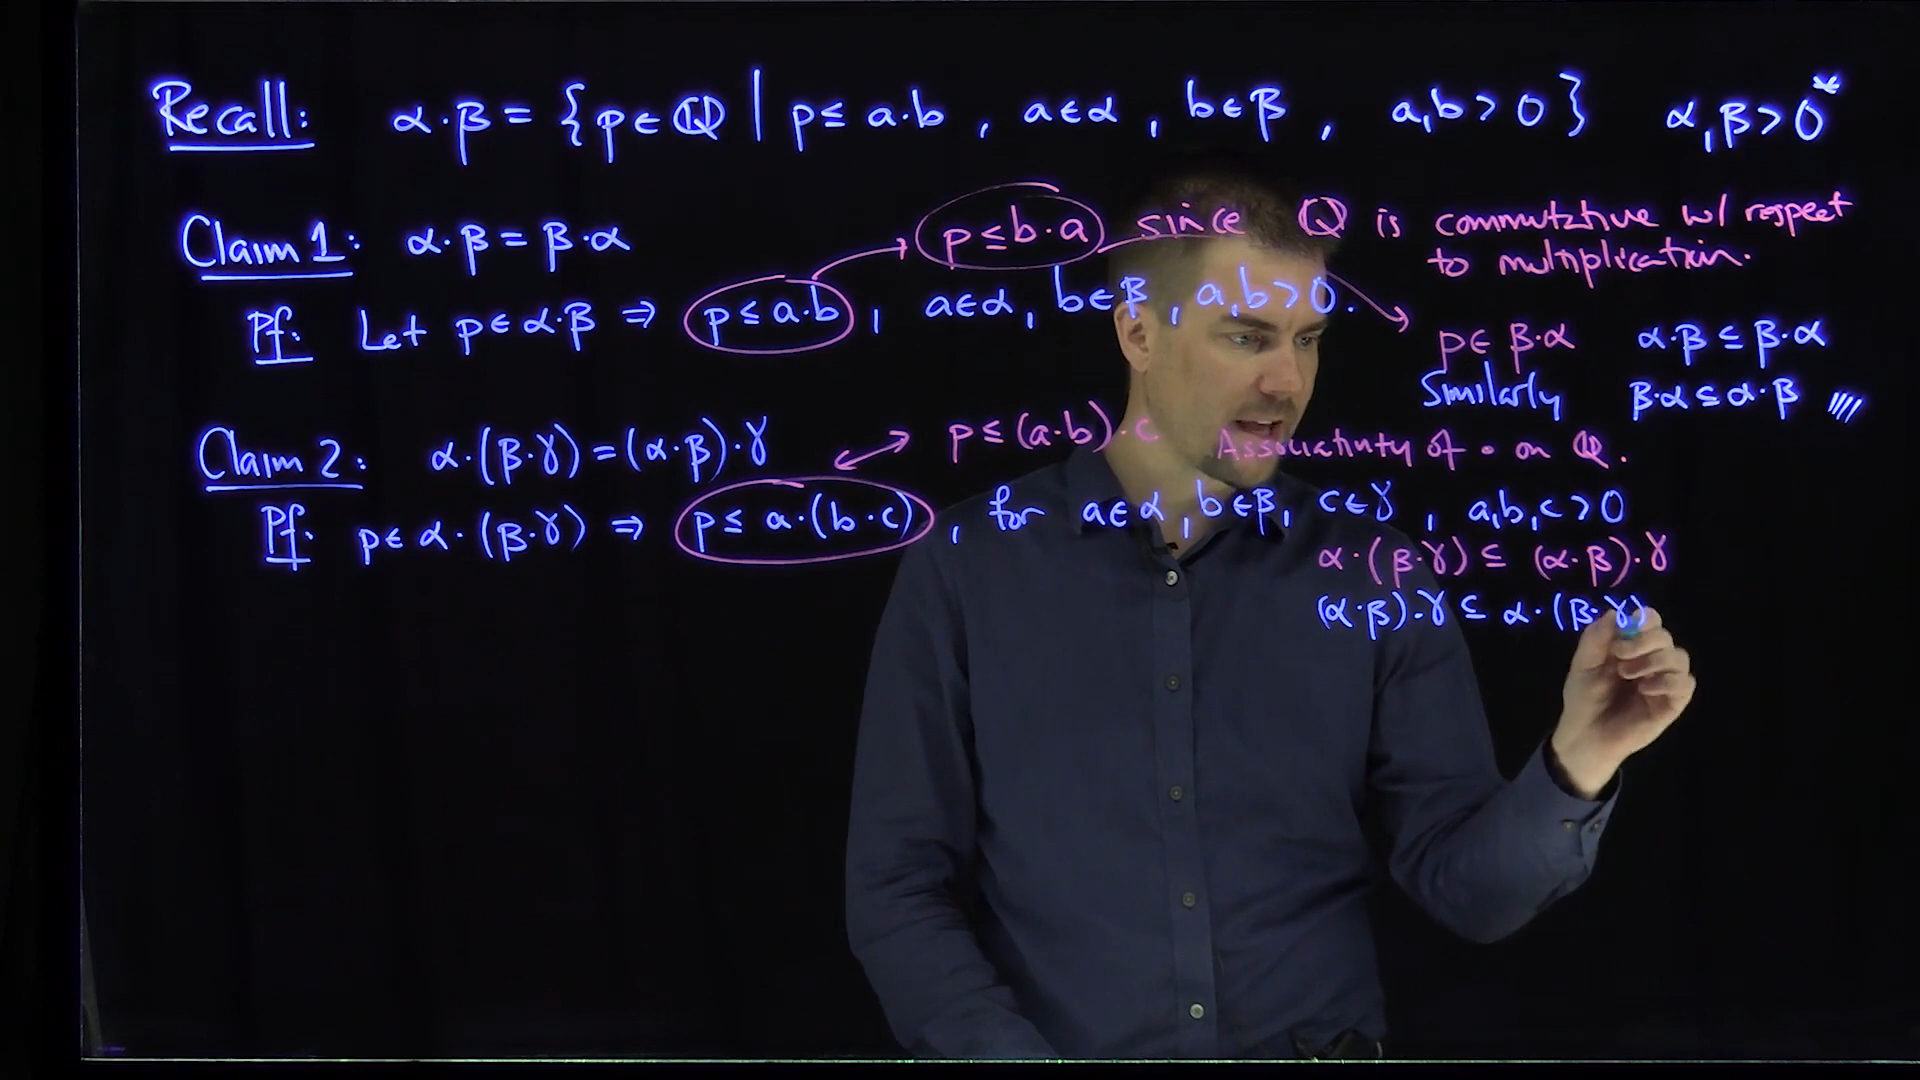 Recall: α·β = {p∈ℚ | p≤ a·b , a∈α , b∈β , a,b > 0} α,β > 0*
Claim 1: α·β = β·α
p≤b·a since ℚ is commutative w/ respect
to multiplication.
Pf: Let p∈ α·β ⇒ p≤ a·b , a∈α, b∈β , a,b > 0.
p∈ β·α α·β ⊆ β·α
Similarly β·α ⊆ α·β ////
Claim 2: α·(β·γ) = (α·β)·γ
p≤(a·b)·c Associativity of · on ℚ.
Pf: p∈ α·(β·γ) ⇒ p≤ a·(b·c) , for a∈α, b∈β, c∈γ , a,b,c > 0
α·(β·γ) ⊆ (α·β)·γ
(α·β)·γ ⊆ α·(β·γ)